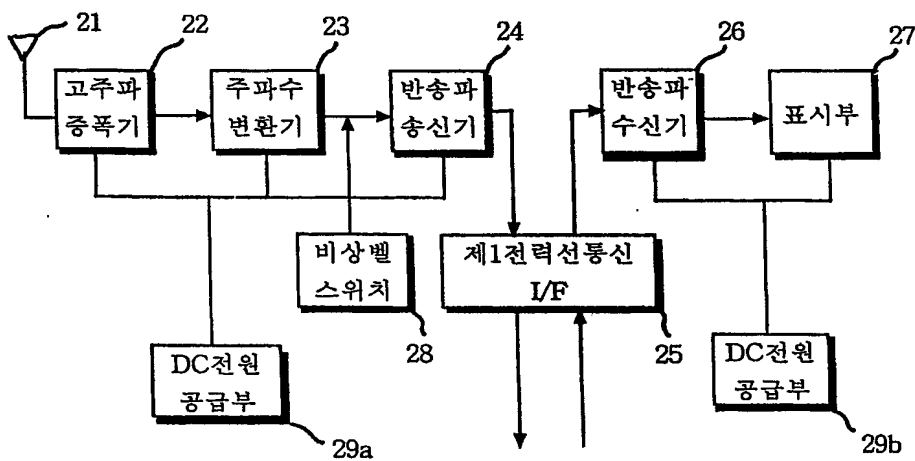 21
22
23
24
26
27
고주파
증폭기
주파수
변환기
반송파
송신기
반송파
수신기
표시부
비상벨
스위치
28
제1전력선통신
I/F
25
DC전원
공급부
29a
DC전원
공급부
29b